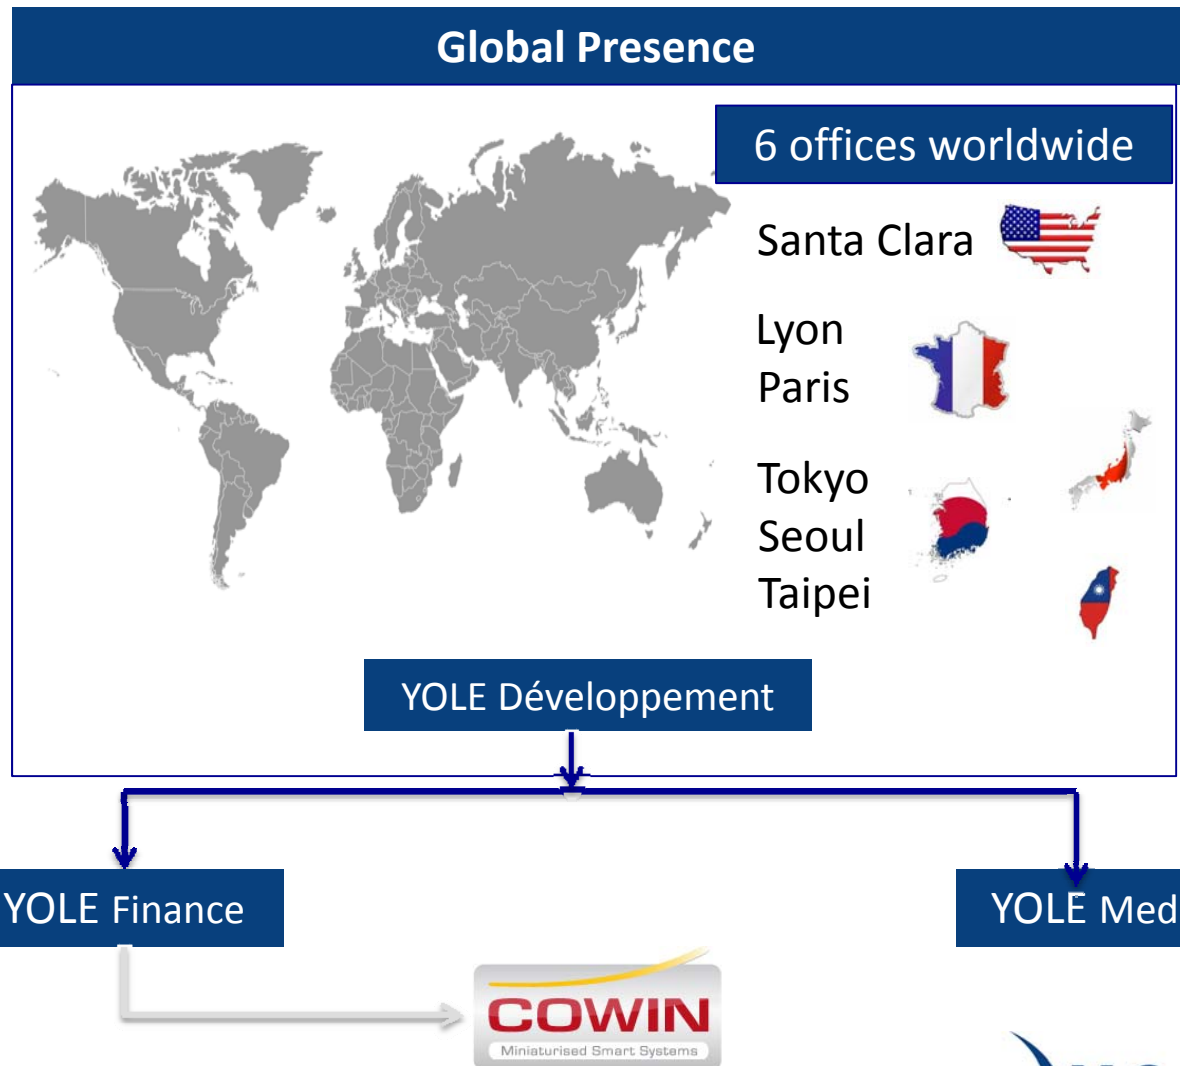 Global Presence
6 offices worldwide
Santa Clara
Lyon
Paris
Tokyo
Seoul
Taipei
YOLE Développement
YOLE Finance
YOLE Med
COWIN
Miniaturised Smart Systems